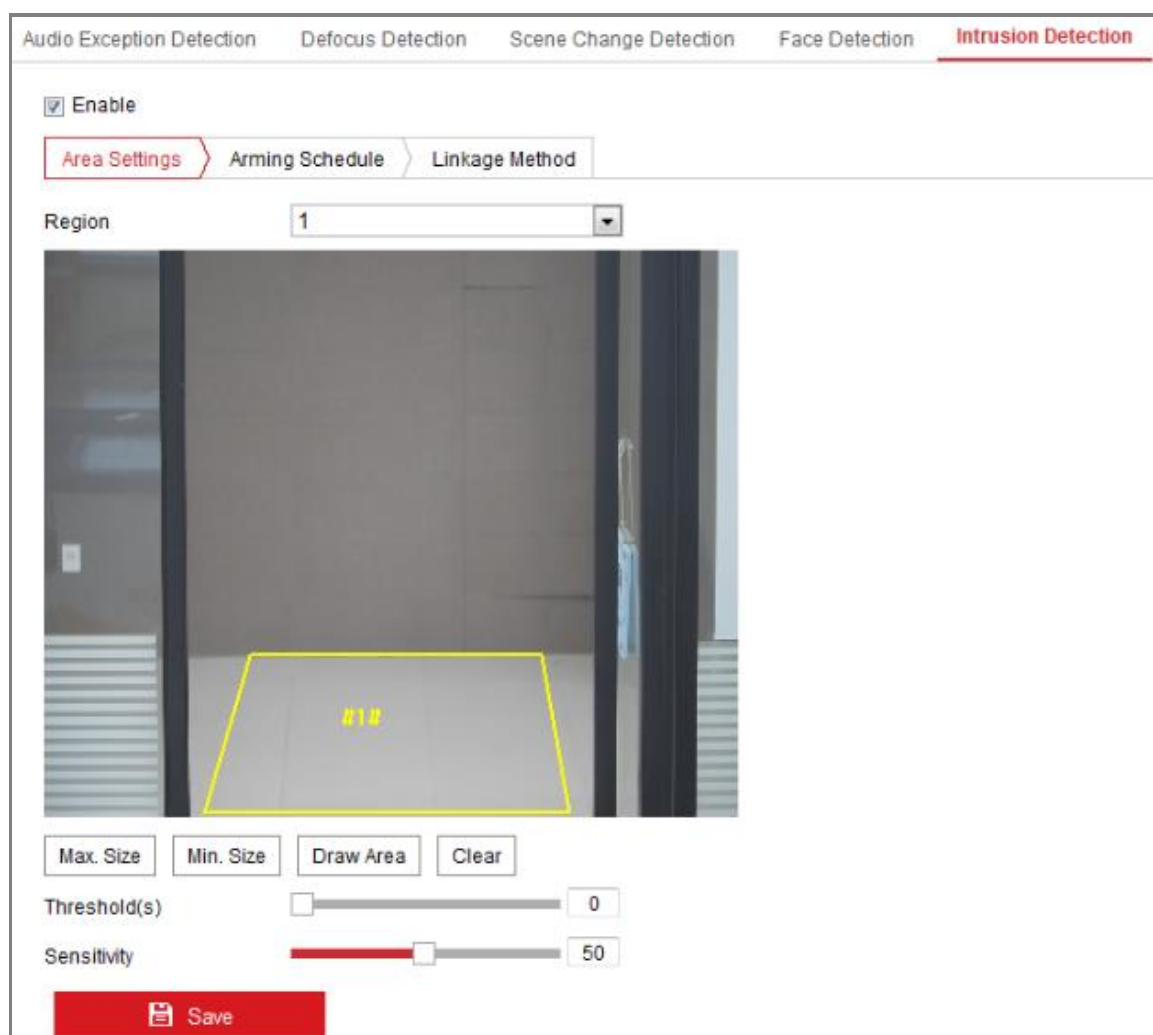 Audio Exception Detection Defocus Detection Scene Change Detection Face Detection Intrusion Detection
Enable
Area Settings Arming Schedule Linkage Method
Region 1
#1#
Max. Size Min. Size Draw Area Clear
Threshold(s) 0
Sensitivity 50
Save